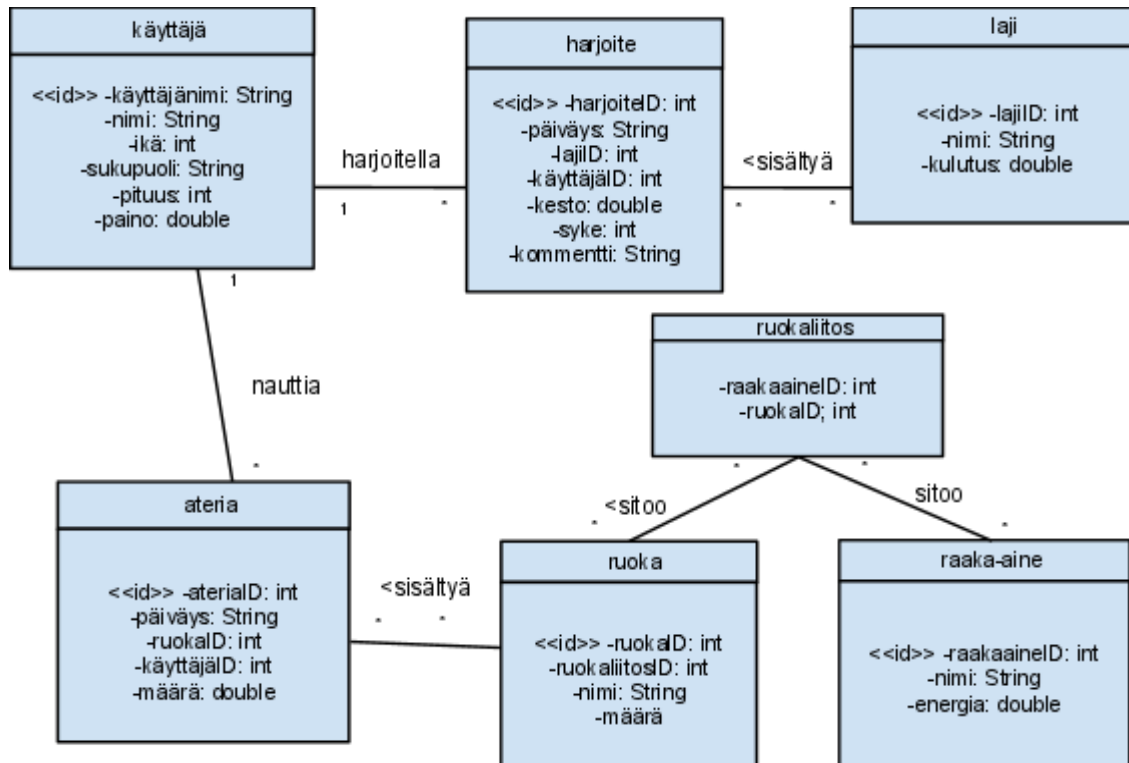 käyttäjä
<<id>> -käyttäjänimi: String
-nimi: String
-ikä: int
-sukupuoli: String
-pituus: int
-paino: double
harjoitella
1
*
harjoite
<<id>> -harjoiteID: int
-päiväys: String
-lajiID: int
-käyttäjäID: int
-kesto: double
-syke: int
-kommentti: String
<sisältyä
*
*
laji
<<id>> -lajiID: int
-nimi: String
-kulutus: double
1
nauttia
*
ruokaliitos
-raakaaineID: int
-ruokaID; int
*
*
<sitoo
*
sitoo
*
ateria
<<id>> -ateriaID: int
-päiväys: String
-ruokaID: int
-käyttäjäID: int
-määrä: double
<sisältyä
*
*
ruoka
<<id>> -ruokaID: int
-ruokaliitosID: int
-nimi: String
-määrä
raaka-aine
<<id>> -raakaaineID: int
-nimi: String
-energia: double